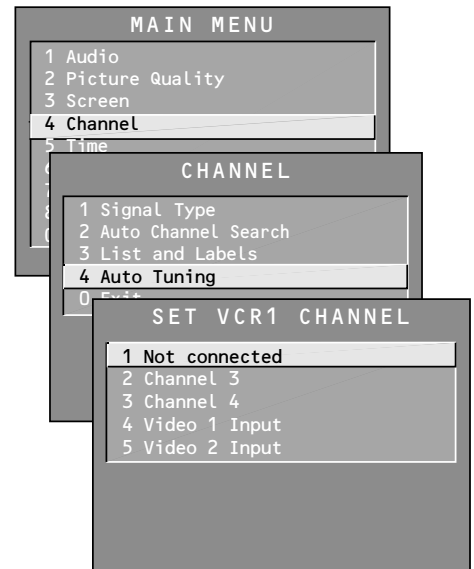 MAIN MENU
1 Audio
2 Picture Quality
3 Screen
4 Channel
5 Time
CHANNEL
1 Signal Type
2 Auto Channel Search
3 List and Labels
4 Auto Tuning
0 Exit
SET VCR1 CHANNEL
1 Not connected
2 Channel 3
3 Channel 4
4 Video 1 Input
5 Video 2 Input